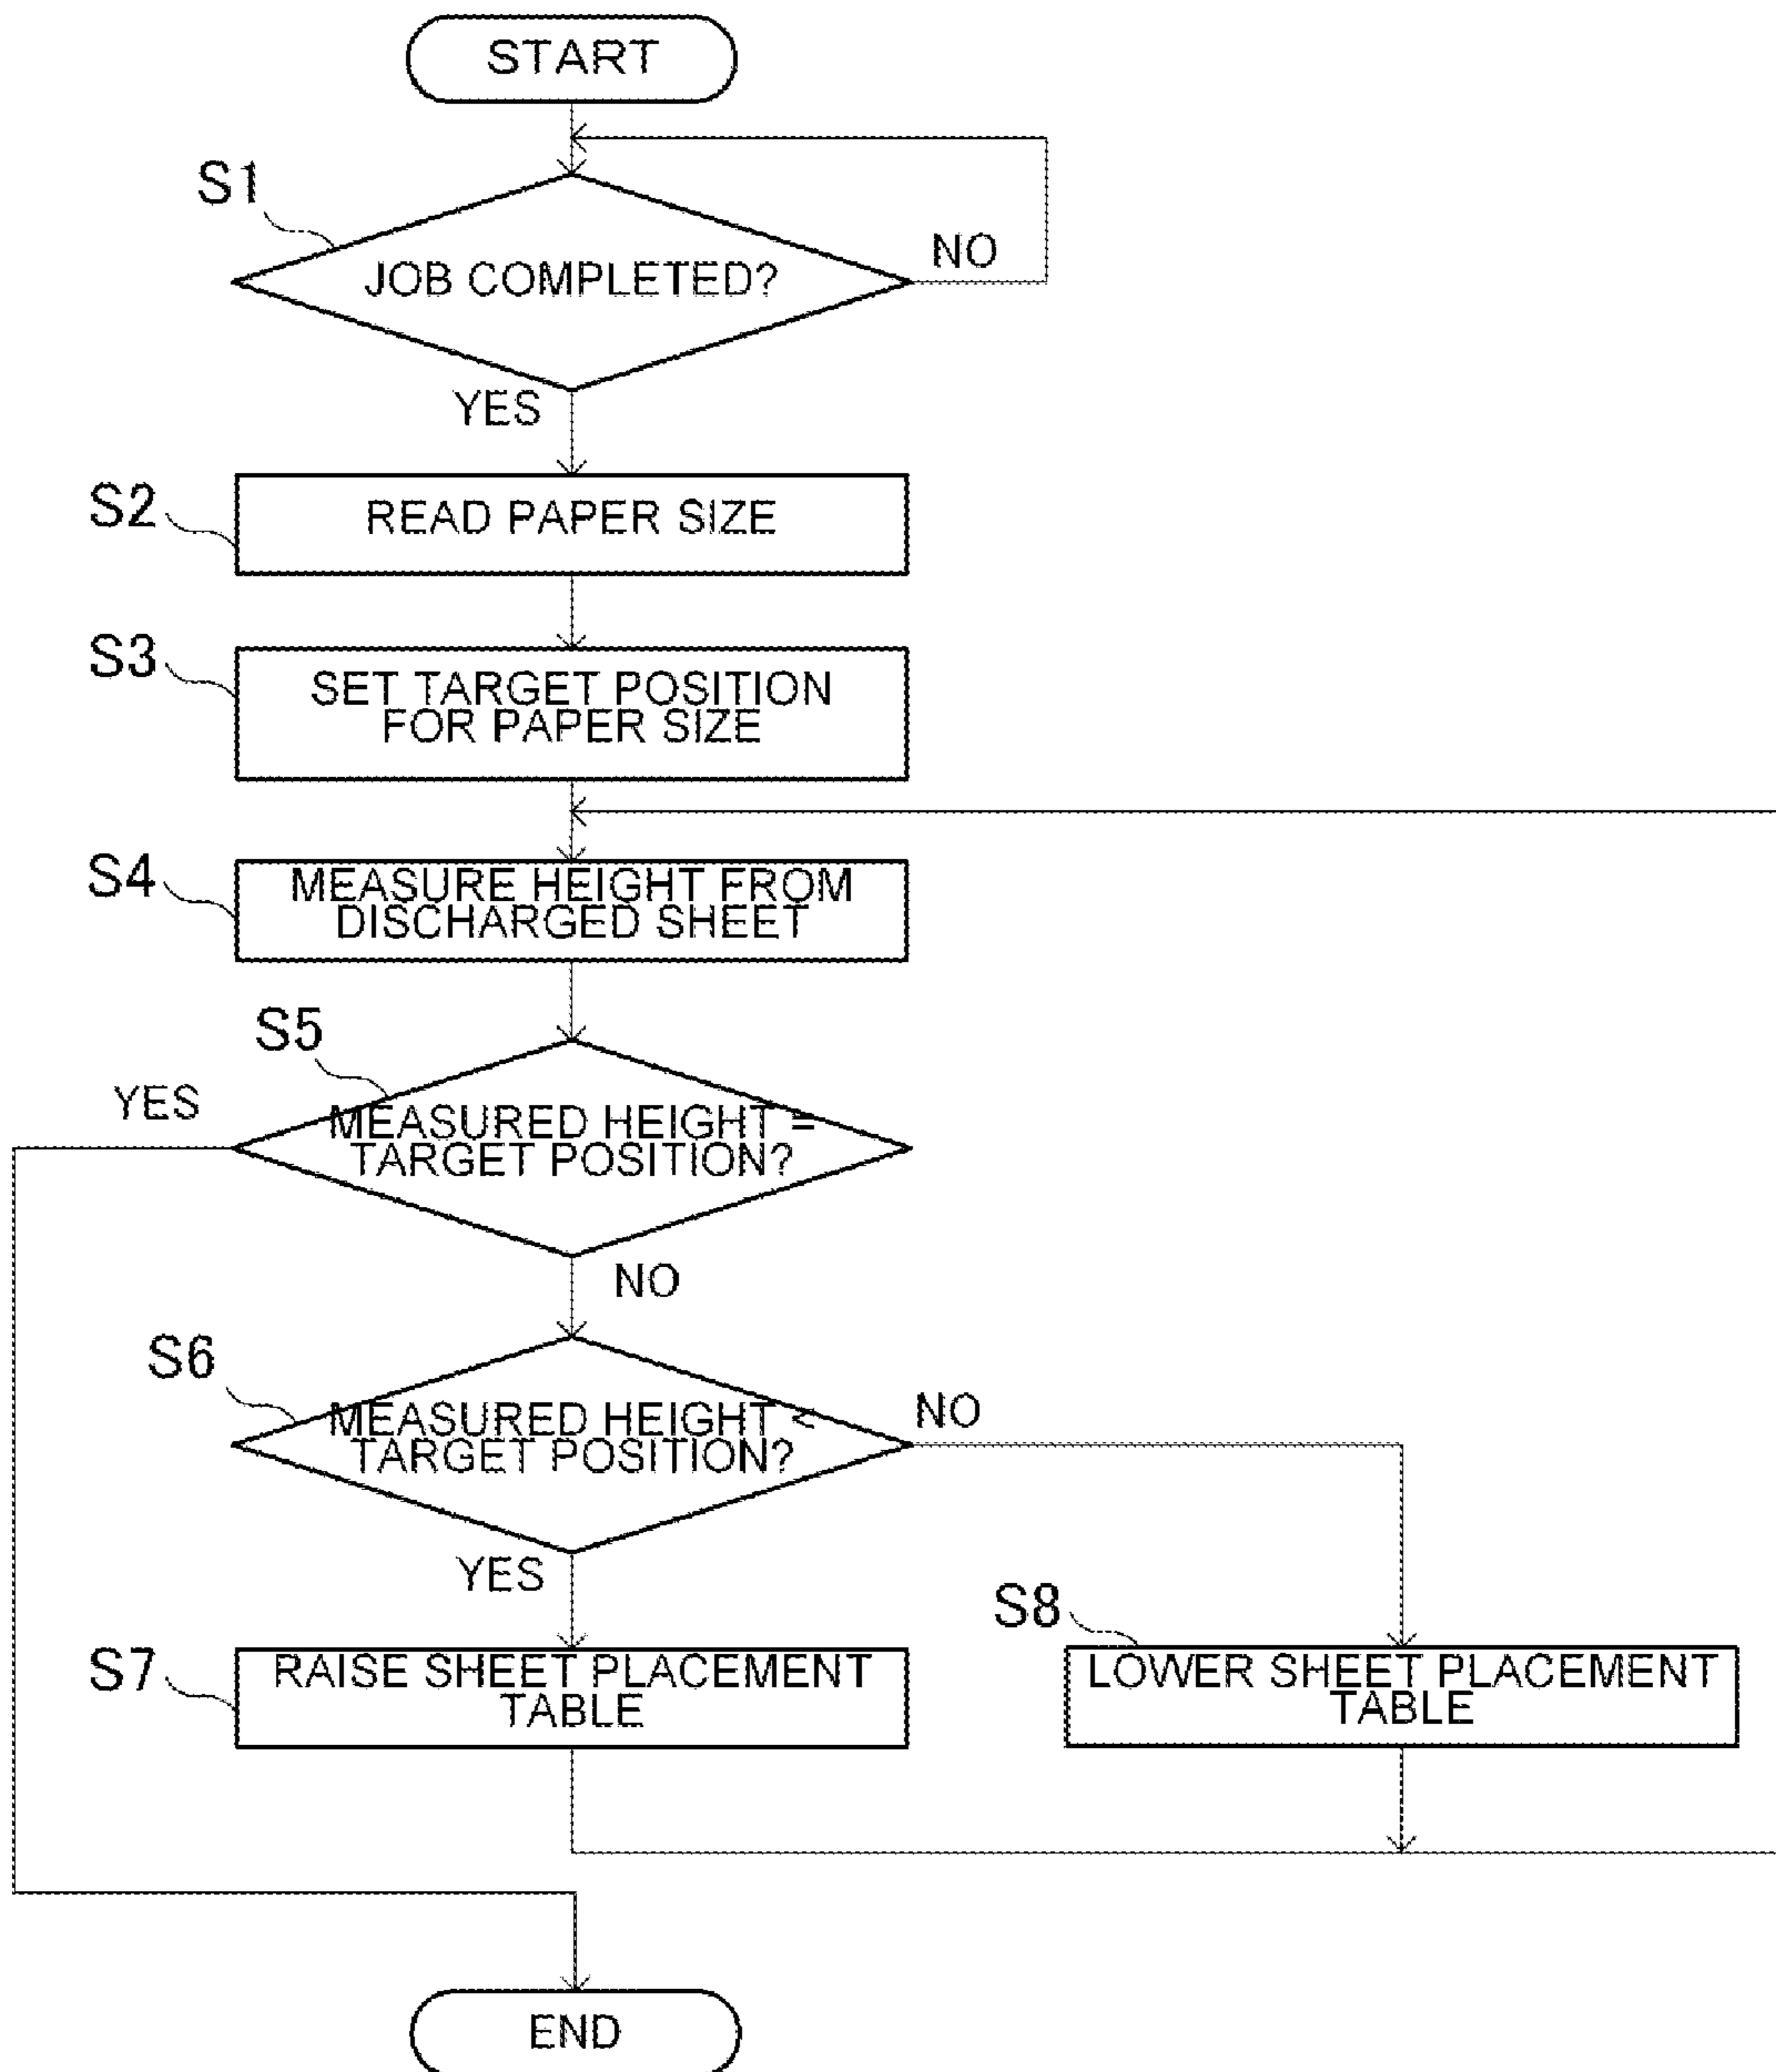 START
S1
JOB COMPLETED?
NO
YES
S2
READ PAPER SIZE
S3
SET TARGET POSITION
FOR PAPER SIZE
S4
MEASURE HEIGHT FROM
DISCHARGED SHEET
S5
YES
MEASURED HEIGHT =
TARGET POSITION?
NO
S6
MEASURED HEIGHT <
TARGET POSITION?
NO
YES
S7
RAISE SHEET PLACEMENT
TABLE
S8
LOWER SHEET PLACEMENT
TABLE
END